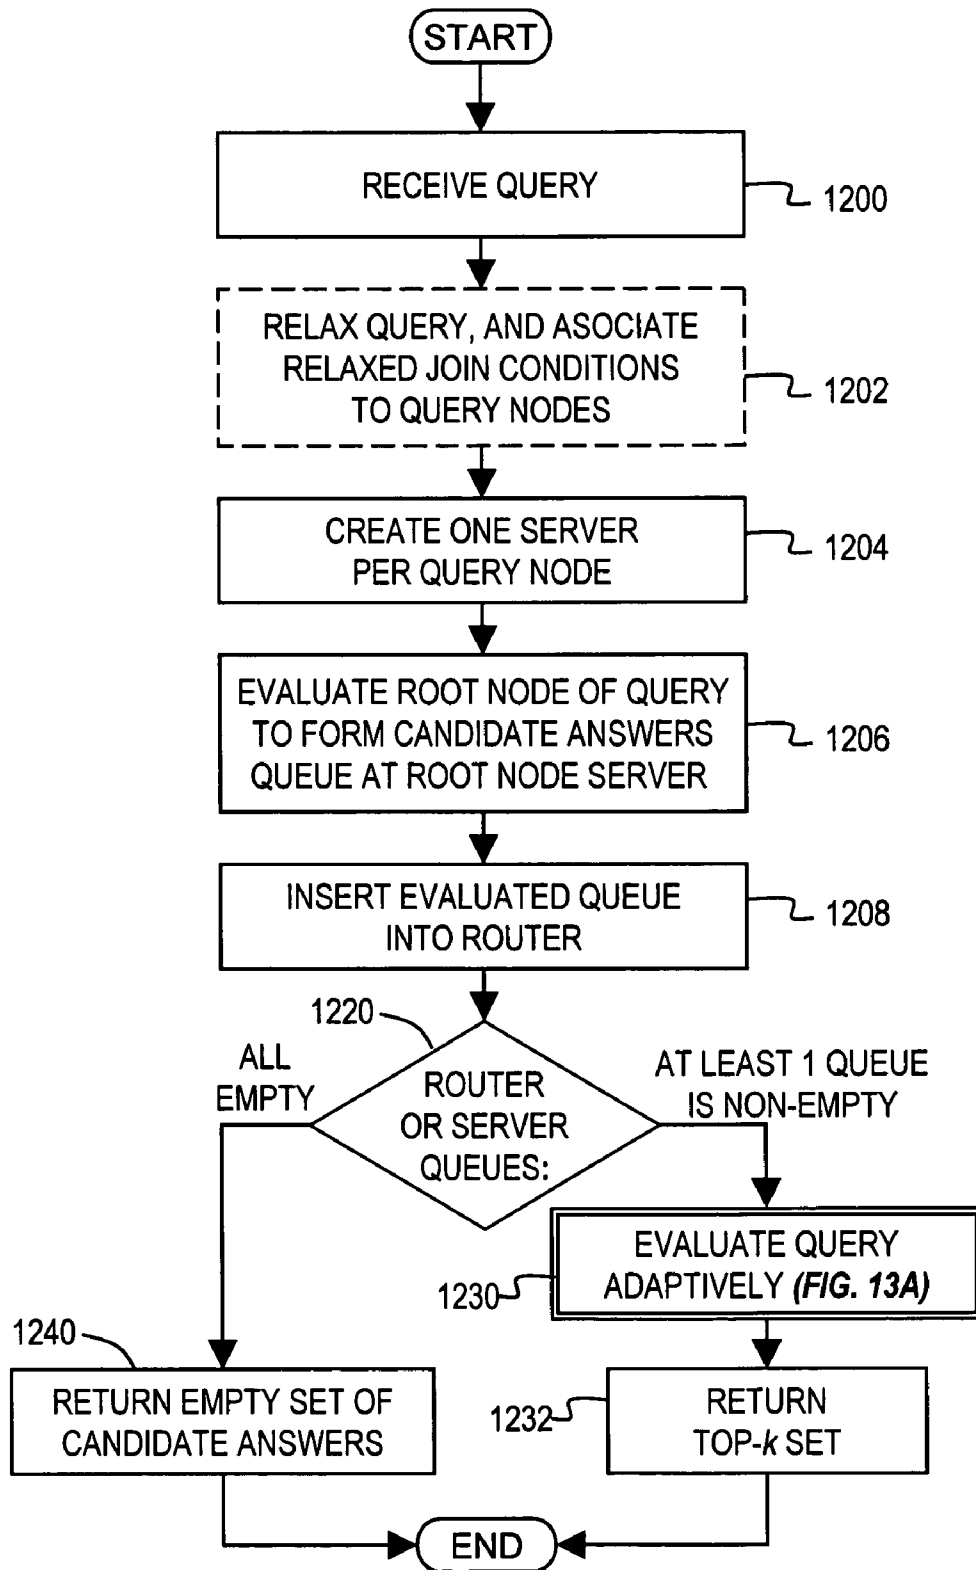 START
RECEIVE QUERY
1200
RELAX QUERY, AND ASOCIATE
RELAXED JOIN CONDITIONS
TO QUERY NODES
1202
CREATE ONE SERVER
PER QUERY NODE
1204
EVALUATE ROOT NODE OF QUERY
TO FORM CANDIDATE ANSWERS
QUEUE AT ROOT NODE SERVER
1206
INSERT EVALUATED QUEUE
INTO ROUTER
1208
1220
ALL
EMPTY
ROUTER
OR SERVER
QUEUES:
AT LEAST 1 QUEUE
IS NON-EMPTY
EVALUATE QUERY
ADAPTIVELY (FIG. 13A)
1230
1240
RETURN EMPTY SET OF
CANDIDATE ANSWERS
1232
RETURN
TOP-k SET
END